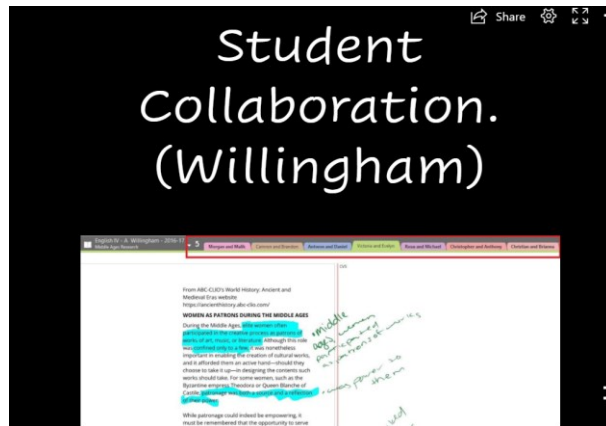 Share
Student
Collaboration.
(Willingham)
English IV - A Willingham - 2016-17
Middle Ages Research
5
Morgan and Malik
Antonio and Daniel
Victoria and Evelyn
Rosa and Michael
Christopher and Anthony
Christian and Brianna
From ABC-CLIO's World History: Ancient and
Medieval Eras website
https://ancienthistory.abc-clio.com/
WOMEN AS PATRONS DURING THE MIDDLE AGES
During the Middle Ages, elite women often
participated in the creative process as patrons of
works of art, music, or literature. Although this role
was confined only to a few, it was nonetheless
important in enabling the creation of cultural works,
and it afforded them an active hand—should they
choose to take it up—in designing the contents such
works should take. For some women, such as the
Byzantine empress Theodora or Queen Blanche of
Castile, patronage was both a source and a reflection
of their power.
While patronage could indeed be empowering, it
must be remembered that the opportunity to serve
Middle
ages women
participated
as patrons of works
power to
them